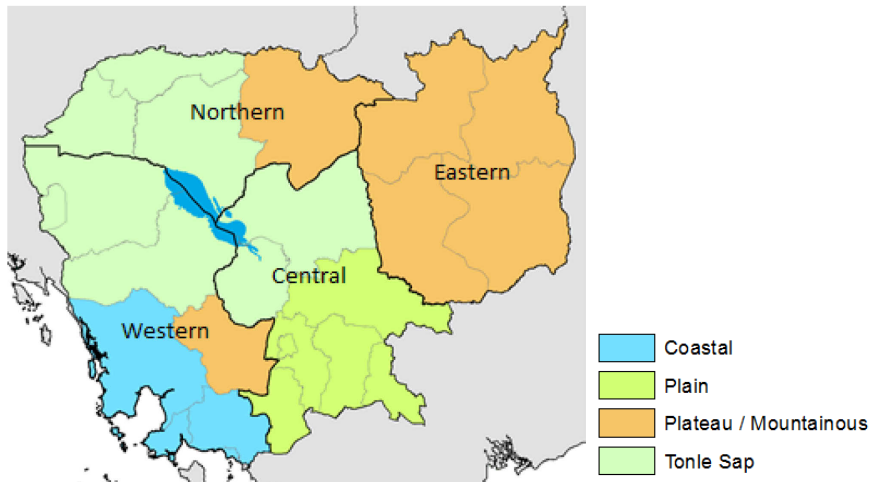 Northern
Eastern
Central
Western
Coastal
Plain
Plateau / Mountainous
Tonle Sap